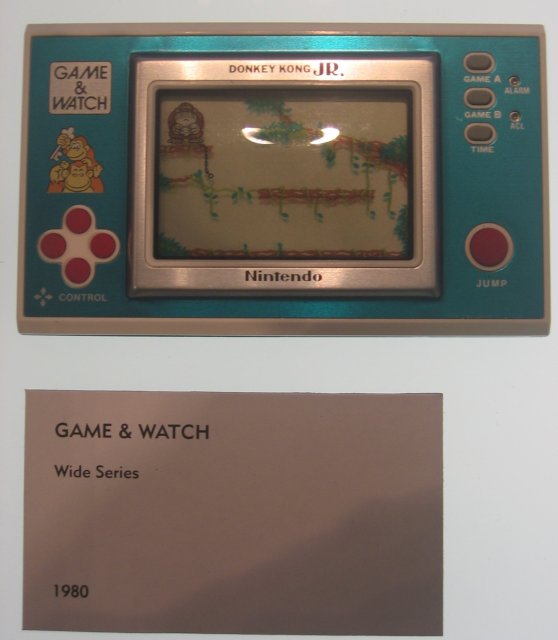 GAME
&
WATCH
DONKEY KONG JR.
GAME A
ALARM
GAME B
ACL
TIME
CONTROL
Nintendo
JUMP
GAME & WATCH
Wide Series
1980